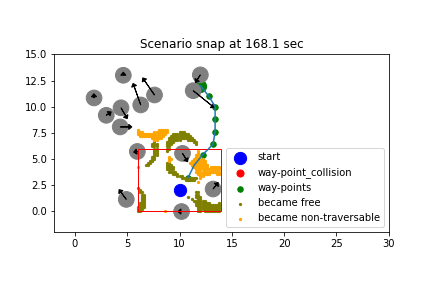 Scenario snap at 168.1 sec
15.0
12.5
10.0
7.5
5.0
2.5
0.0
0 5 10 15 20 25 30
start
way-point_collision
way-points
became free
became non-traversable